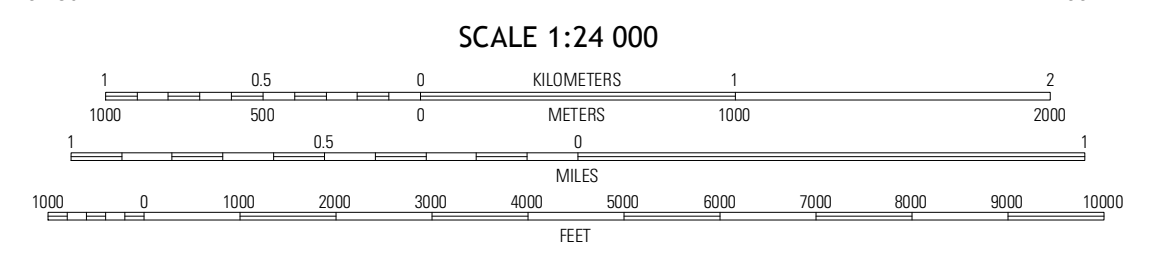 SCALE 1:24 000
1 0.5 0 KILOMETERS 1 2
1000 500 0 METERS 1000 2000
1 0.5 0 1
MILES
1000 0 1000 2000 3000 4000 5000 6000 7000 8000 9000 10000
FEET